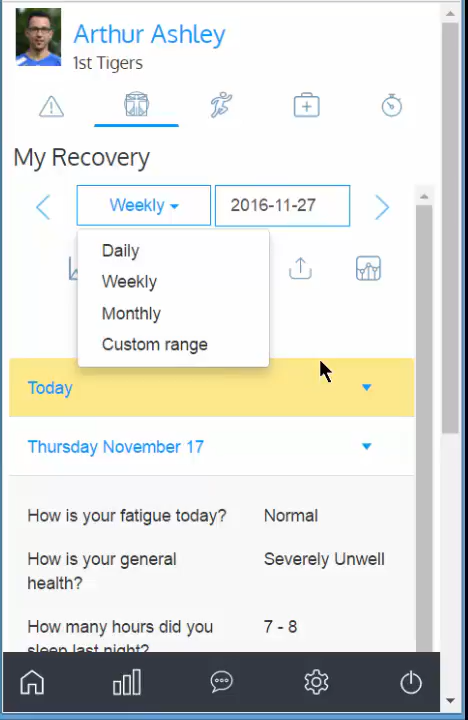 Arthur Ashley
1st Tigers
My Recovery
Weekly
2016-11-27
Daily
Weekly
Monthly
Custom range
Today
Thursday November 17
How is your fatigue today? Normal
How is your general Severely Unwell
health?
How many hours did you 7 - 8
sleep last night?